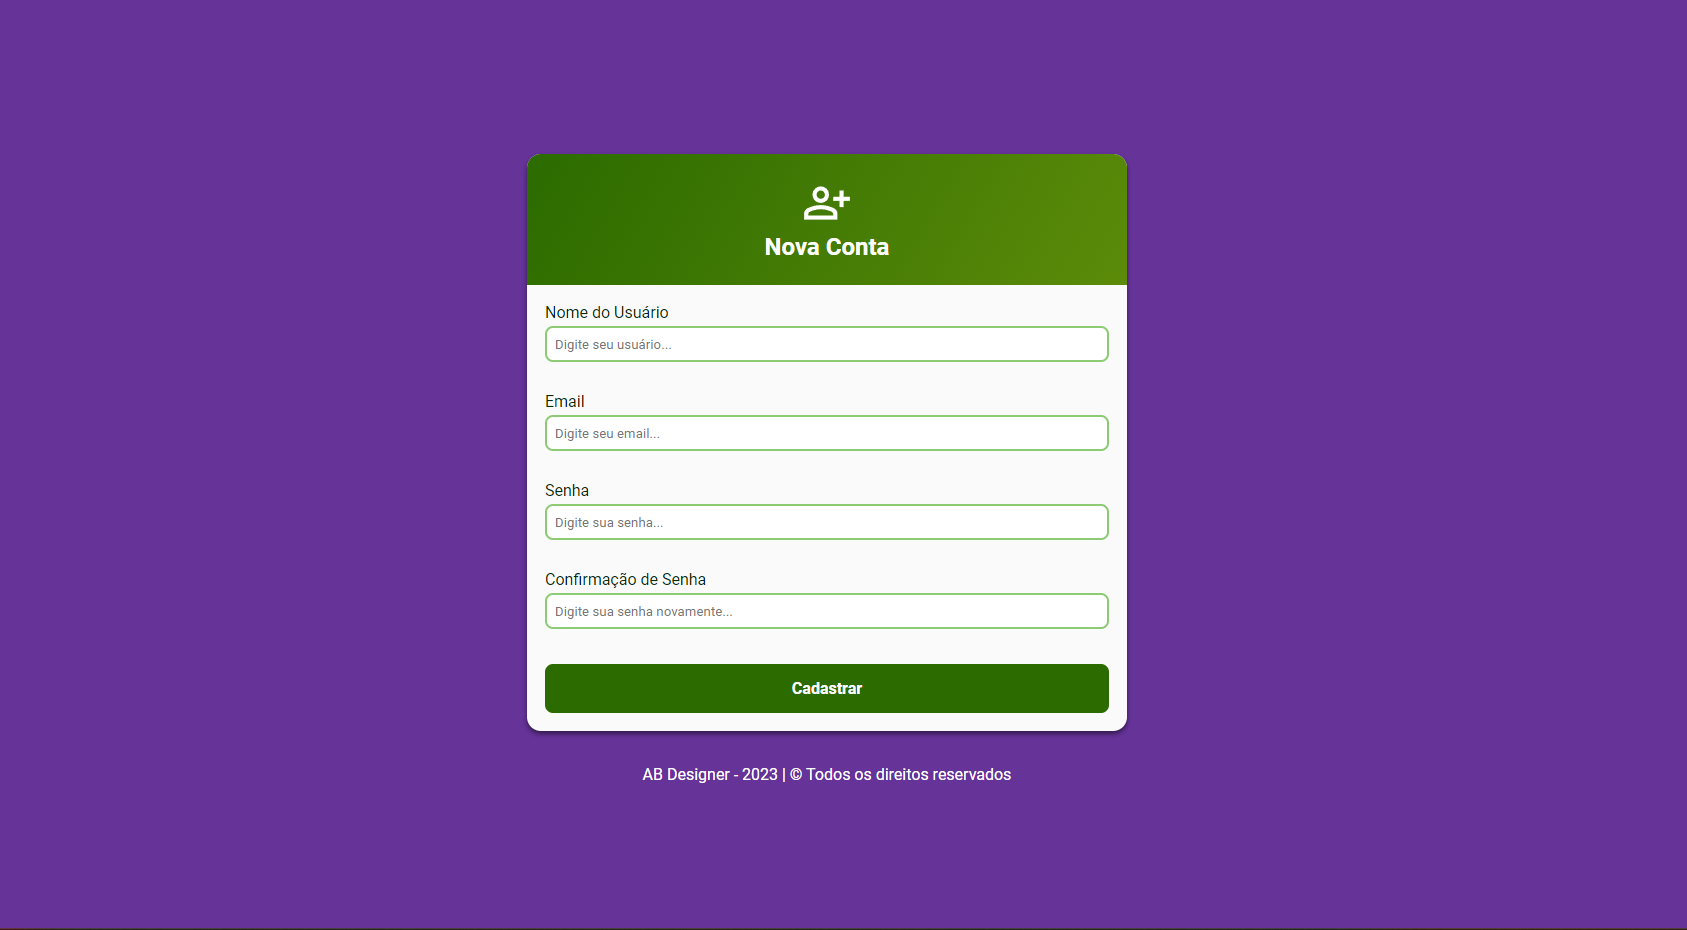 Nova Conta
Nome do Usuário
Digite seu usuário...
Email
Digite seu email...
Senha
Digite sua senha...
Confirmação de Senha
Digite sua senha novamente...
Cadastrar
AB Designer - 2023 | © Todos os direitos reservados